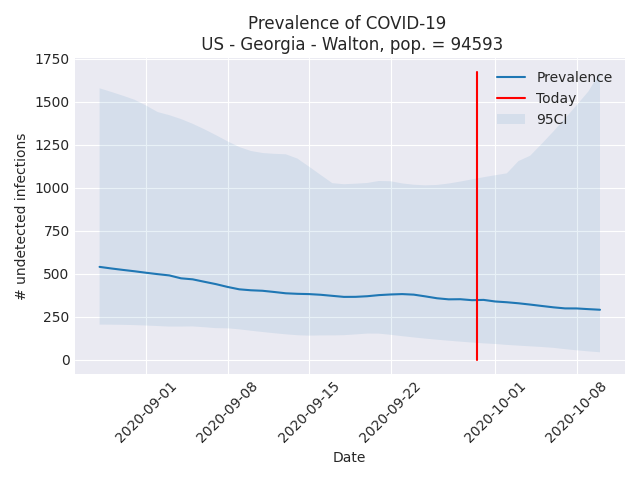 Prevalence of COVID-19
US - Georgia - Walton, pop. = 94593
Prevalence
Today
95CI
# undetected infections
1750
1500
1250
1000
750
500
250
0
2020-09-01
2020-09-08
2020-09-15
2020-09-22
2020-10-01
2020-10-08
Date